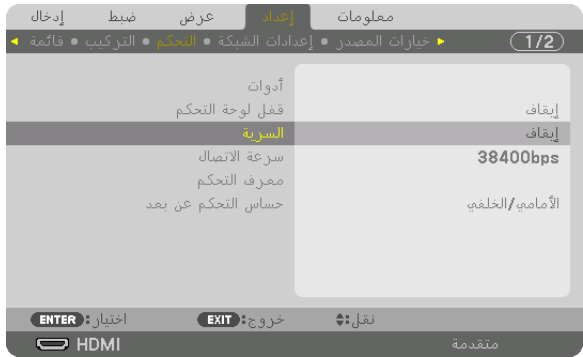 إدخال ضبط عرض إعداد معلومات
◄ قائمة • التركيب • التحكم • إعدادات الشبكة • خيارات المصدر ► 1/2
أدوات
قفل لوحة التحكم إيقاف
السرية إيقاف
سرعة الاتصال 38400bps
معرف التحكم
حساس التحكم عن بعد الأمامي/الخلفي
ENTER :اختيار EXIT :خروج نقل:
HDMI متقدمة